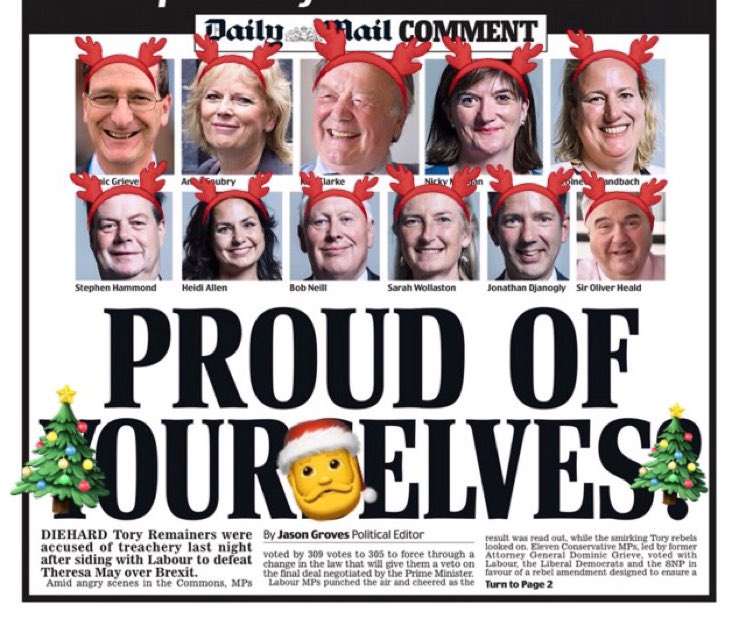 Daily Mail COMMENT
Grieve
Nicky
Stephen Hammond
Heidi Allen
Bob Neill
Sarah Wollaston
Jonathan Djanogly
Sir Oliver Heald
PROUD OF
YOUR ELVES?
DIEHARD Tory Remainers were
accused of treachery last night
after siding with Labour to defeat
Theresa May over Brexit.
Amid angry scenes in the Commons, MPs
By Jason Groves Political Editor
voted by 309 votes to 305 to force through a
change in the law that will give them a veto on
the final deal negotiated by the Prime Minister.
Labour MPs punched the air and cheered as the
result was read out, while the smirking Tory rebels
looked on. Eleven Conservative MPs, led by former
Attorney General Dominic Grieve, voted with
Labour, the Liberal Democrats and the SNP in
favour of a rebel amendment designed to ensure a
Turn to Page 2